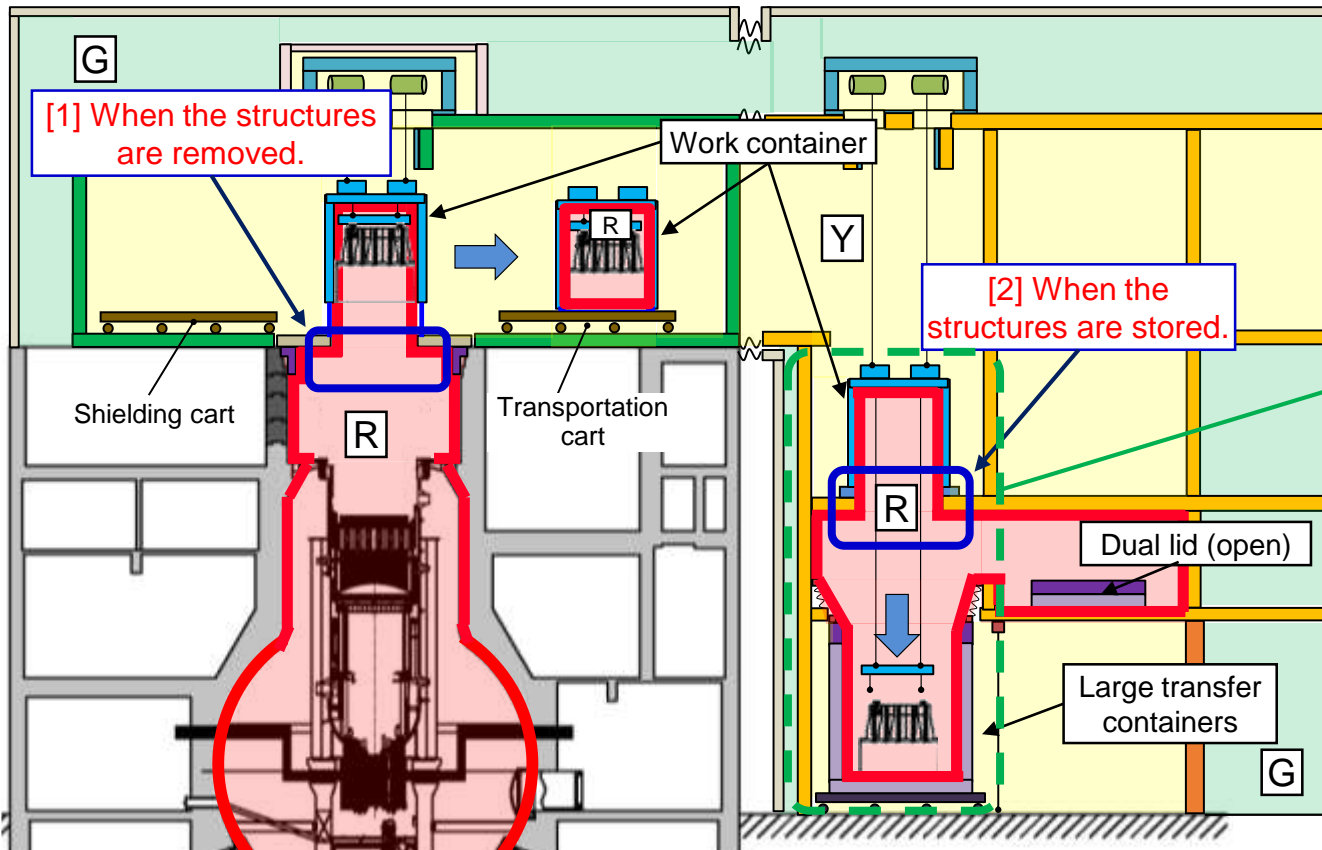 G
[1] When the structures
are removed.
Work container
R
Y
[2] When the
structures are stored.
Shielding cart
Transportation
cart
R
R
Dual lid (open)
Large transfer
containers
G